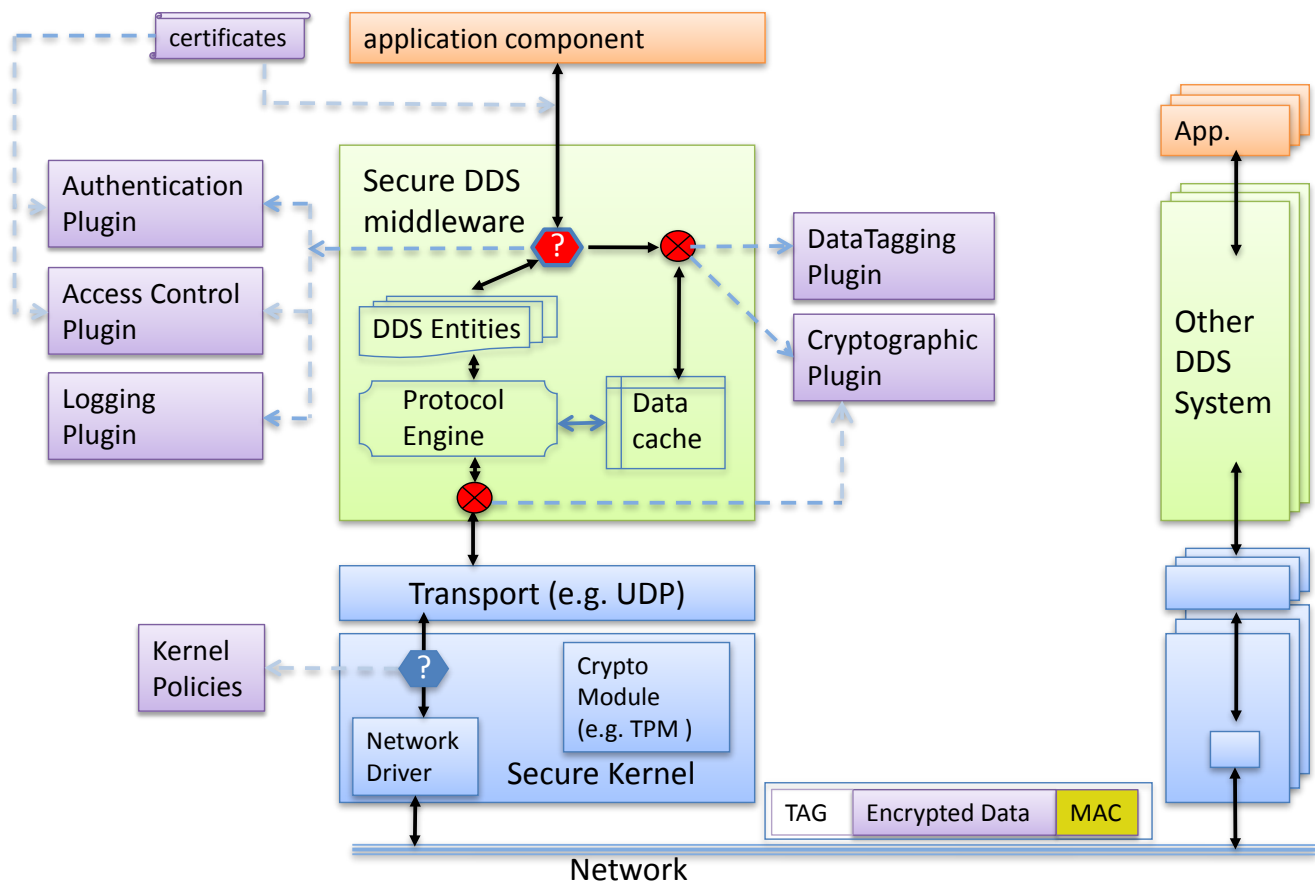 certificates
application component
App.
Authentication
Plugin
Secure DDS
middleware
?
DataTagging
Plugin
Access Control
Plugin
DDS Entities
Cryptographic
Plugin
Other
DDS
System
Logging
Plugin
Protocol
Engine
Data
cache
Transport (e.g. UDP)
Kernel
Policies
?
Crypto
Module
(e.g. TPM )
Network
Driver
Secure Kernel
TAG
Encrypted Data
MAC
Network